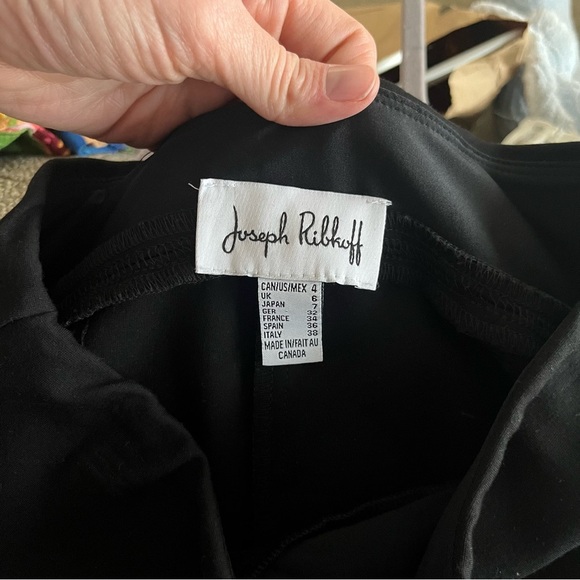 Joseph Ribkoff
CAN/US/MEX 4
UK 6
JAPAN 7
GER 32
FRANCE 34
SPAIN 36
ITALY 38
MADE IN/FAIT AU
CANADA